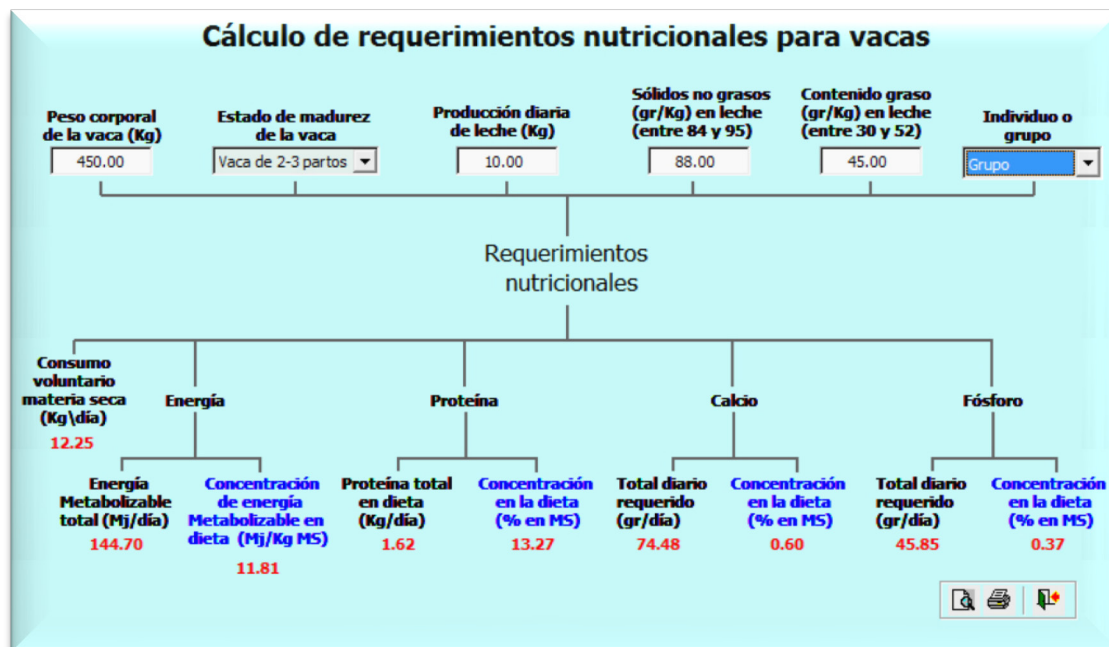 Cálculo de requerimientos nutricionales para vacas
Peso corporal
de la vaca (Kg)
450.00
Estado de madurez
de la vaca
Vaca de 2-3 partos
Producción diaria
de leche (Kg)
10.00
Sólidos no grasos
(gr/Kg) en leche
(entre 84 y 95)
88.00
Contenido graso
(gr/Kg) en leche
(entre 30 y 52)
45.00
Individuo o
grupo
Grupo
Requerimientos
nutricionales
Consumo
voluntario
materia seca
(Kg\día)
12.25
Energía
Energía
Metabolizable
total (Mj/día)
144.70
Concentración
de energía
Metabolizable en
dieta (Mj/Kg MS)
11.81
Proteína
Proteína total
en dieta
(Kg/día)
1.62
Concentración
en la dieta
(% en MS)
13.27
Calcio
Total diario
requerido
(gr/día)
74.48
Concentración
en la dieta
(% en MS)
0.60
Fósforo
Total diario
requerido
(gr/día)
45.85
Concentración
en la dieta
(% en MS)
0.37